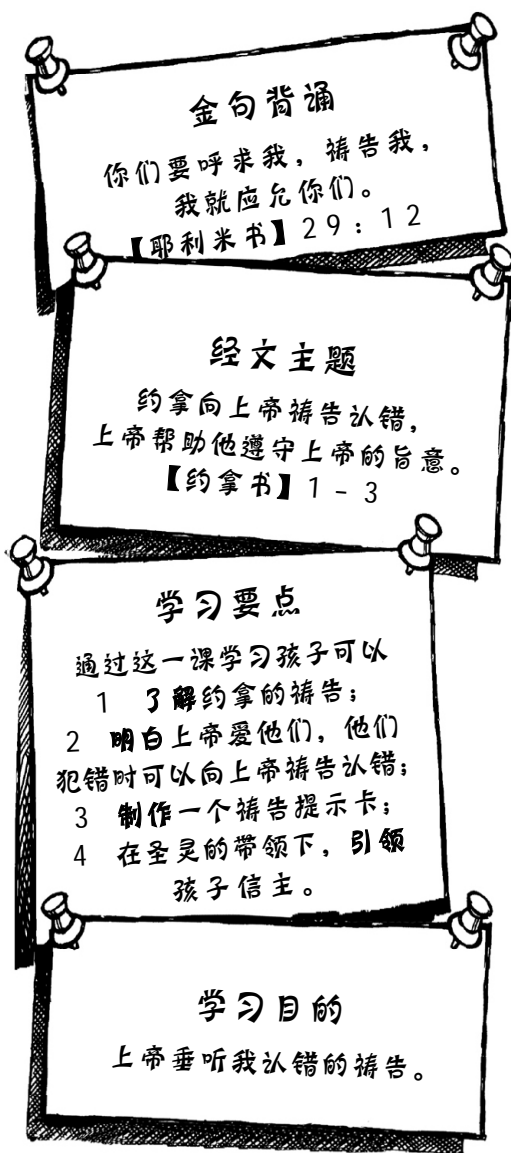 金句背诵
你们要呼求我，祷告我，
我就应允你们。
【耶利米书】29：12
经文主题
约拿向上帝祷告认错，
上帝帮助他遵守上帝的旨意。
【约拿书】1－3
学习要点
通过这一课学习孩子可以
1 了解约拿的祷告；
2 明白上帝爱他们，他们
犯错时可以向上帝祷告认错；
3 制作一个祷告提示卡；
4 在圣灵的带领下，引领
孩子信主。
学习目的
上帝垂听我认错的祷告。